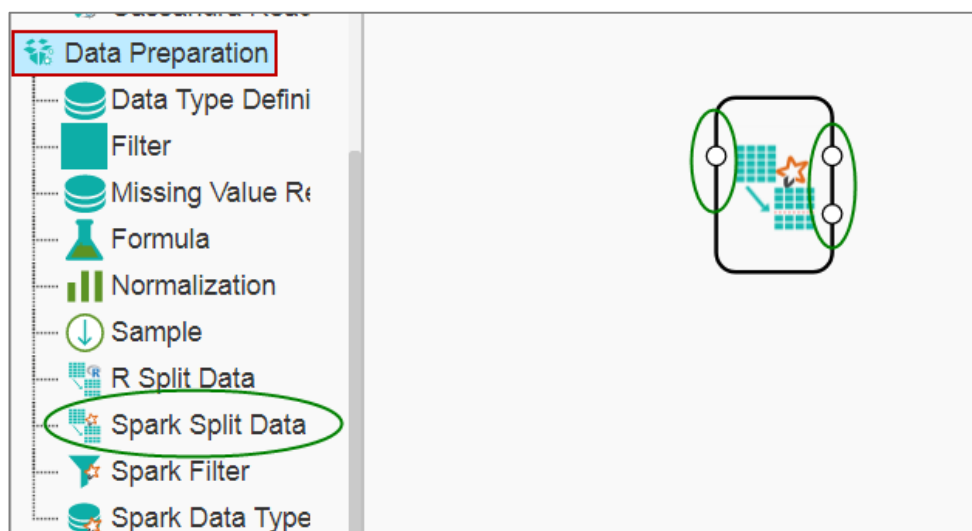 Data Preparation
Data Type Defini
Filter
Missing Value Re
Formula
Normalization
Sample
R Split Data
Spark Split Data
Spark Filter
Spark Data Type